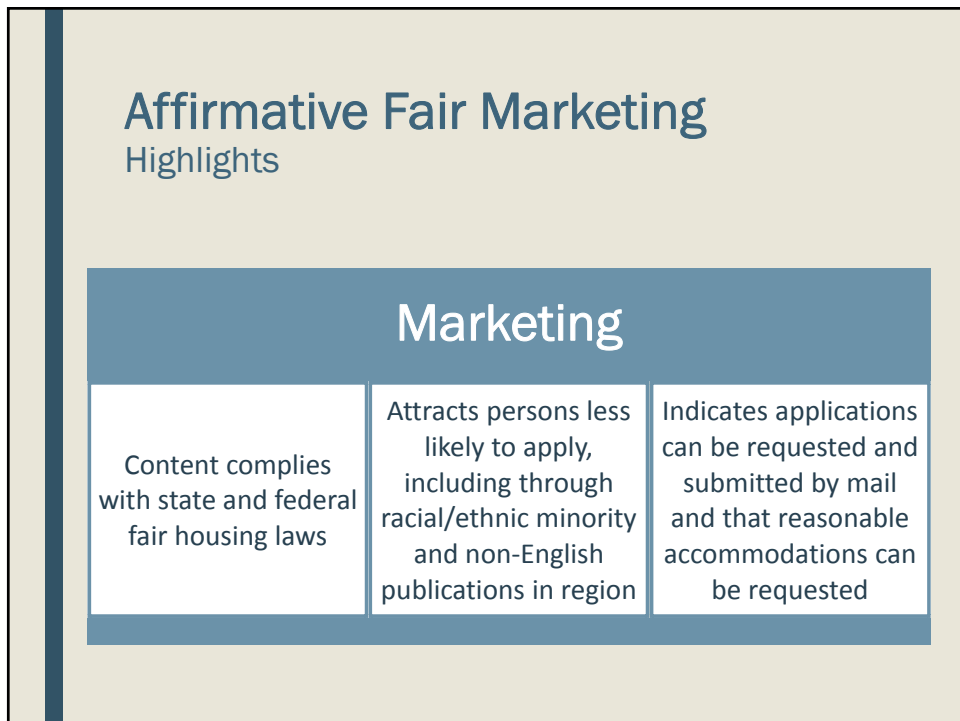 Affirmative Fair Marketing
Highlights
Marketing
Content complies
with state and federal
fair housing laws
Attracts persons less
likely to apply,
including through
racial/ethnic minority
and non-English
publications in region
Indicates applications
can be requested and
submitted by mail
and that reasonable
accommodations can
be requested